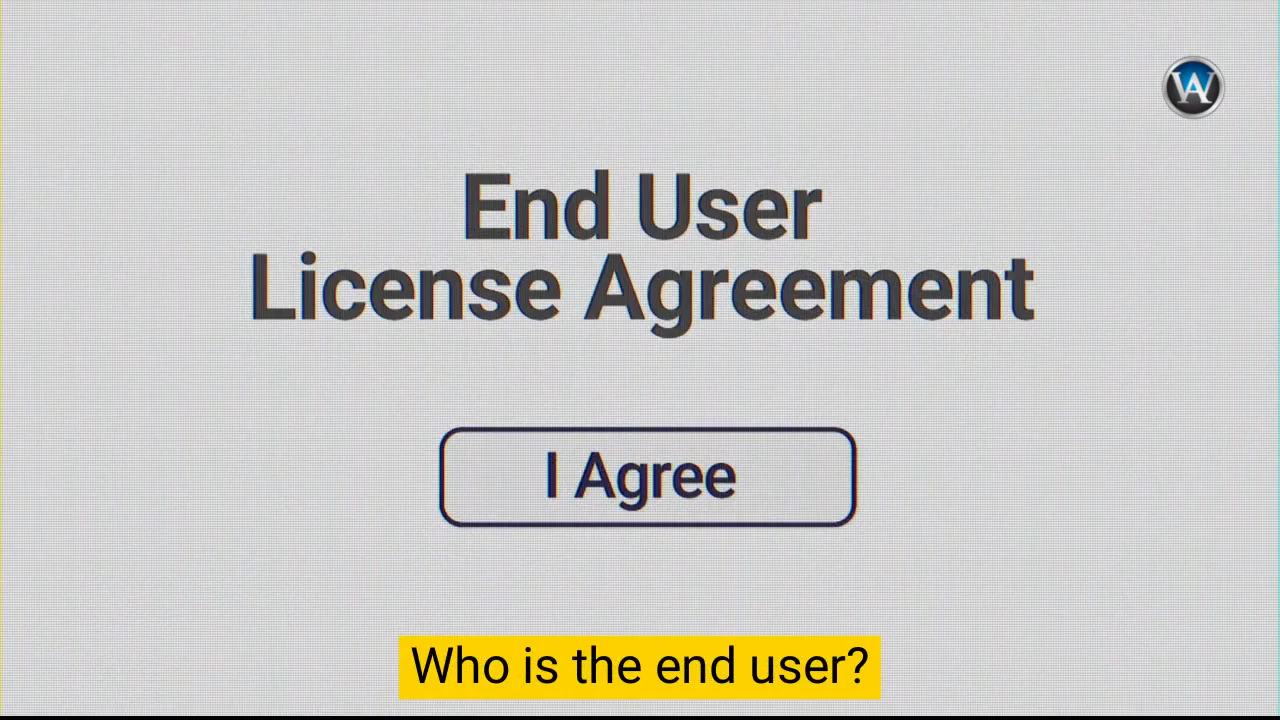 W
End User
License Agreement
I Agree
Who is the end user?